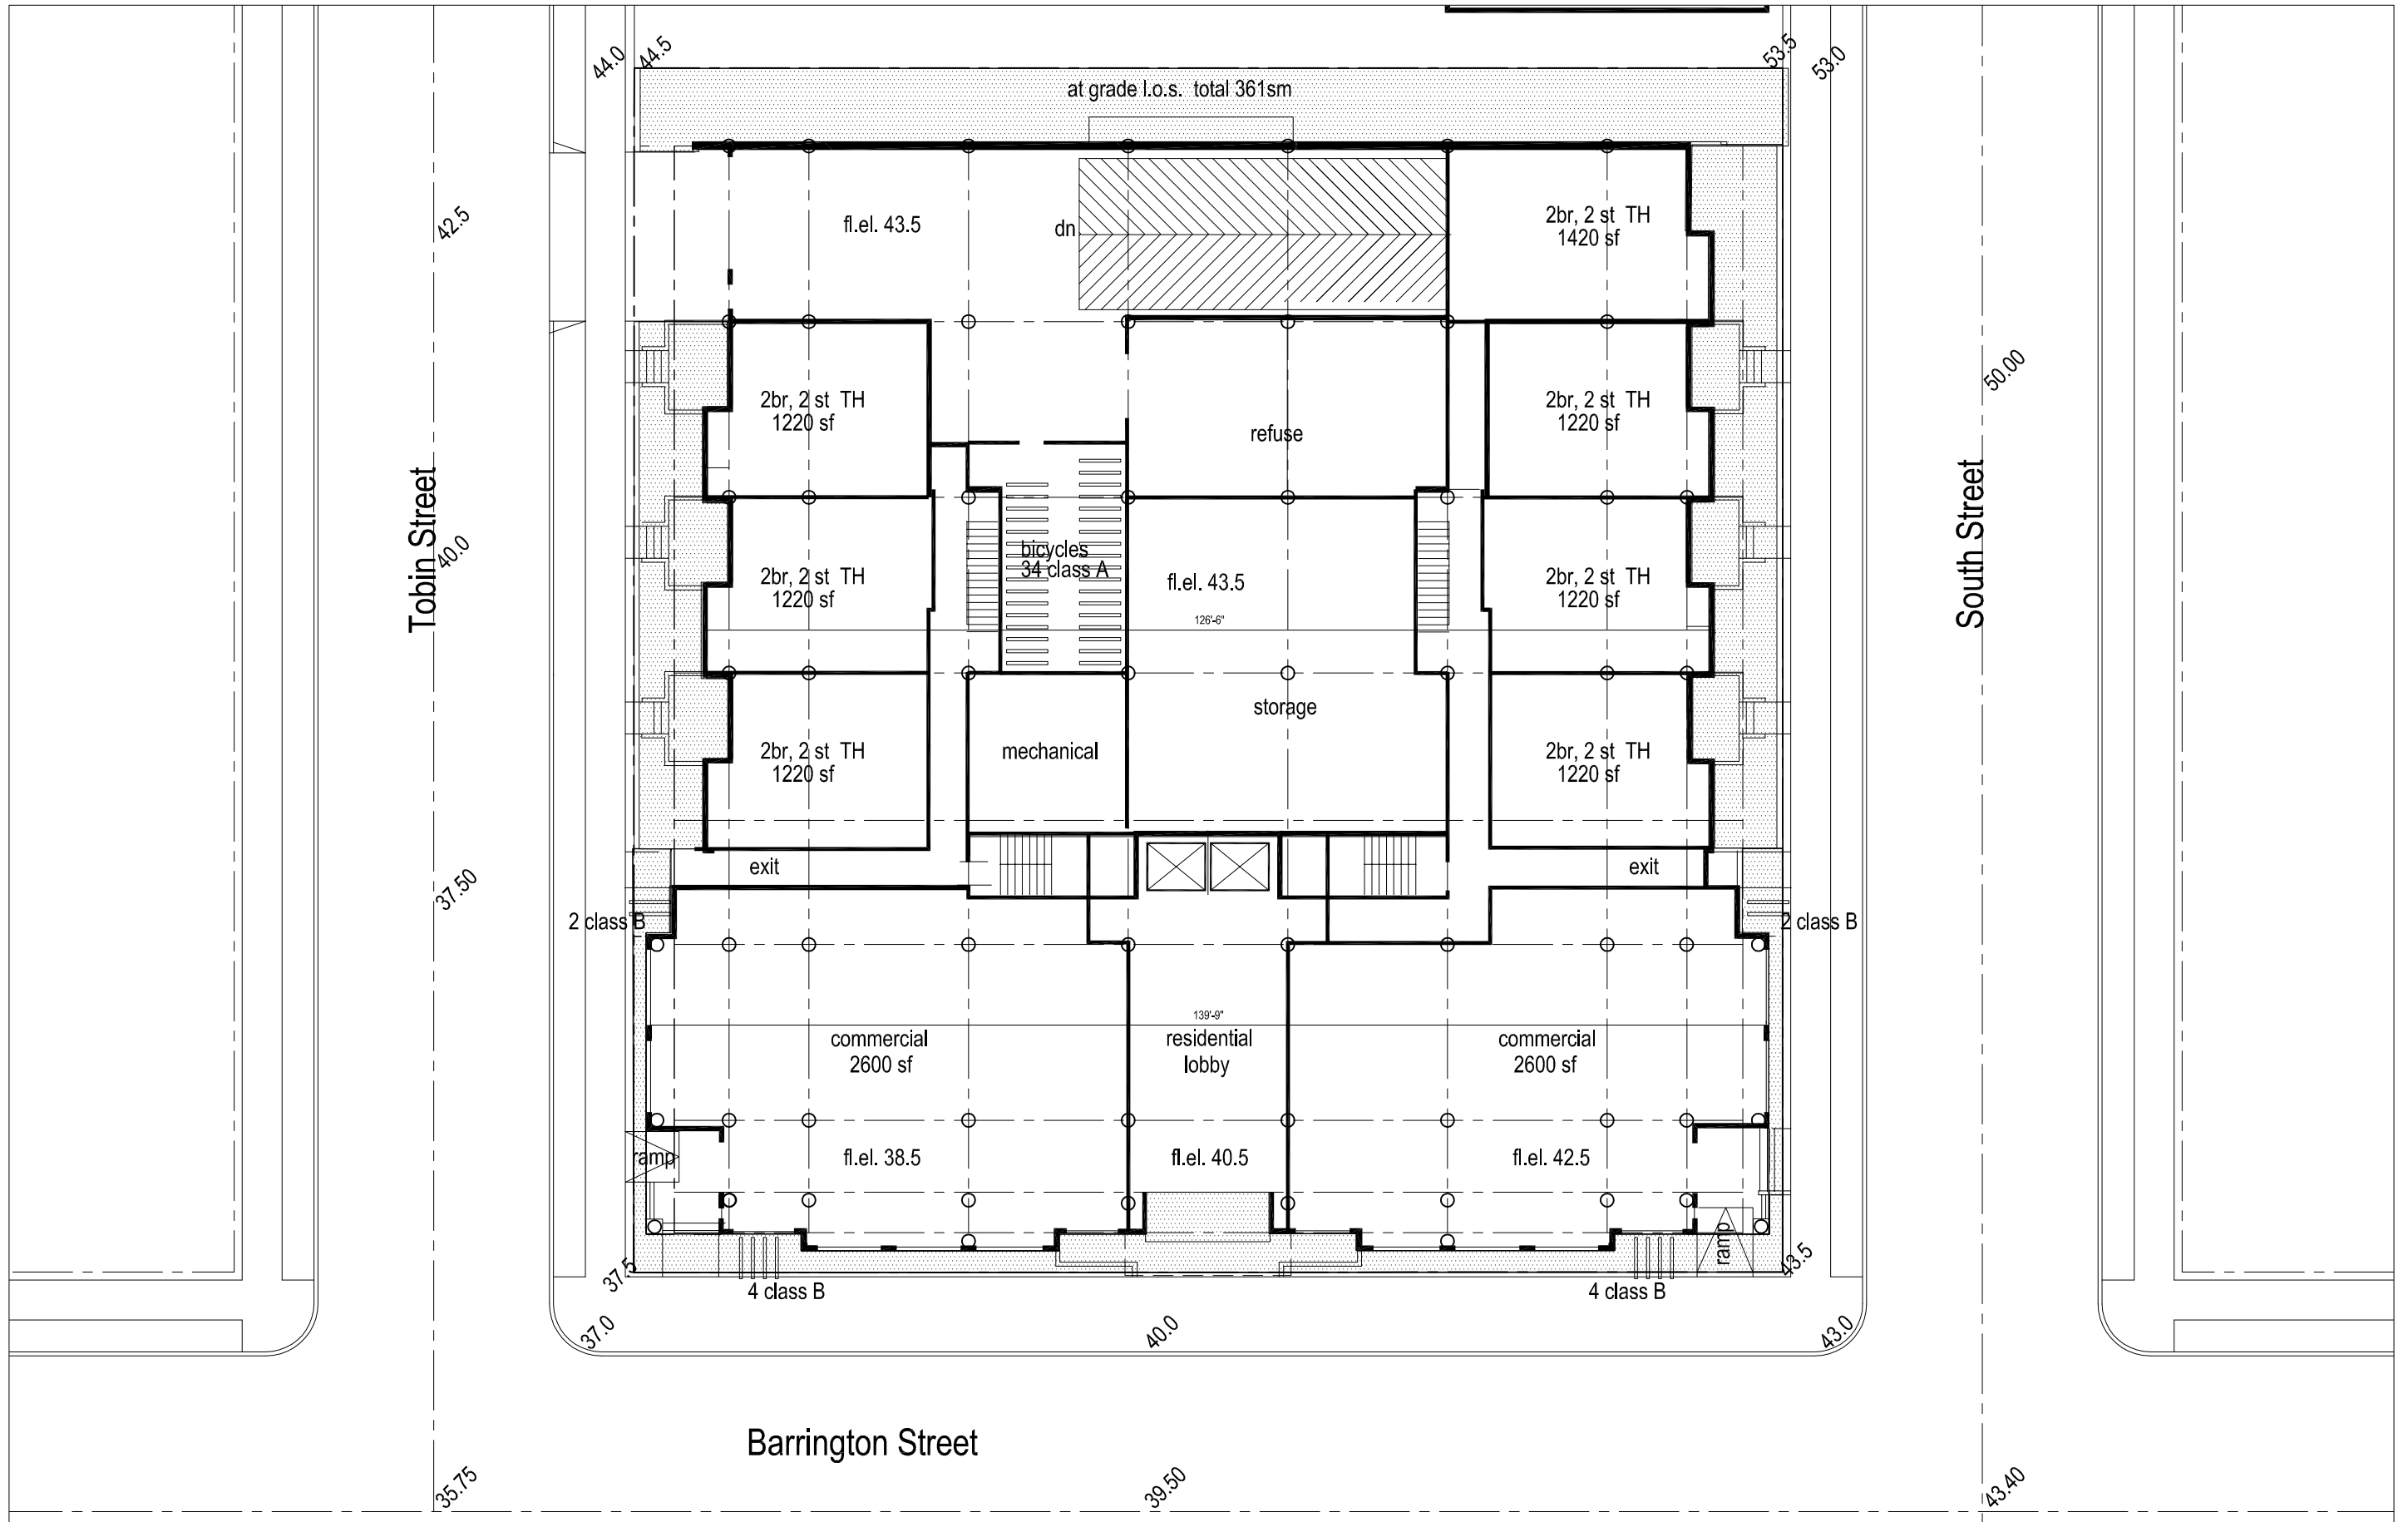 44.0
44.5
53.5
53.0
at grade l.o.s. total 361sm
42.5
fl.el. 43.5
dn
2br, 2 st TH
1420 sf
50.00
2br, 2 st TH
1220 sf
refuse
2br, 2 st TH
1220 sf
Tobin Street
40.0
South Street
2br, 2 st TH
1220 sf
bicycles
34 class A
fl.el. 43.5
126'-6"
2br, 2 st TH
1220 sf
storage
2br, 2 st TH
1220 sf
mechanical
2br, 2 st TH
1220 sf
exit
exit
37.50
2 class B
2 class B
139'-9"
commercial
2600 sf
residential
lobby
commercial
2600 sf
ramp
fl.el. 38.5
fl.el. 40.5
fl.el. 42.5
ramp
37.5
43.5
4 class B
4 class B
37.0
40.0
43.0
Barrington Street
35.75
39.50
43.40